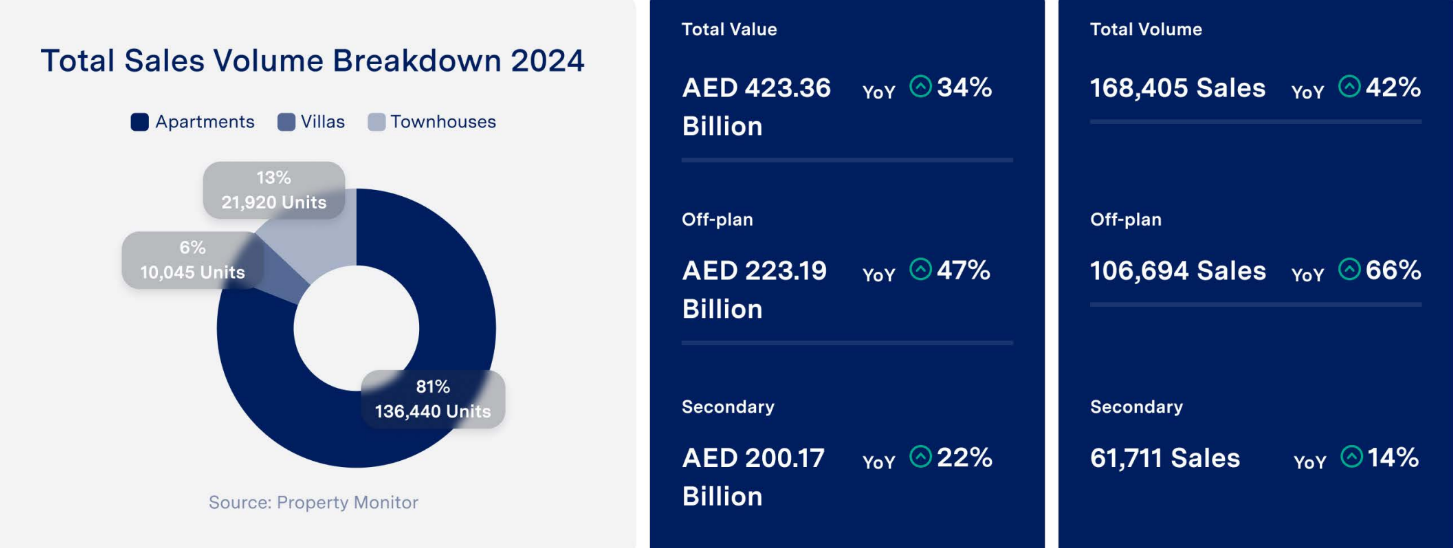 Total Sales Volume Breakdown 2024
Apartments Villas Townhouses
13%
21,920 Units
6%
10,045 Units
81%
136,440 Units
Source: Property Monitor
Total Value
AED 423.36 YoY 34%
Billion
Off-plan
AED 223.19 YoY 47%
Billion
Secondary
AED 200.17 YoY 22%
Billion
Total Volume
168,405 Sales YoY 42%
Off-plan
106,694 Sales YoY 66%
Secondary
61,711 Sales YoY 14%